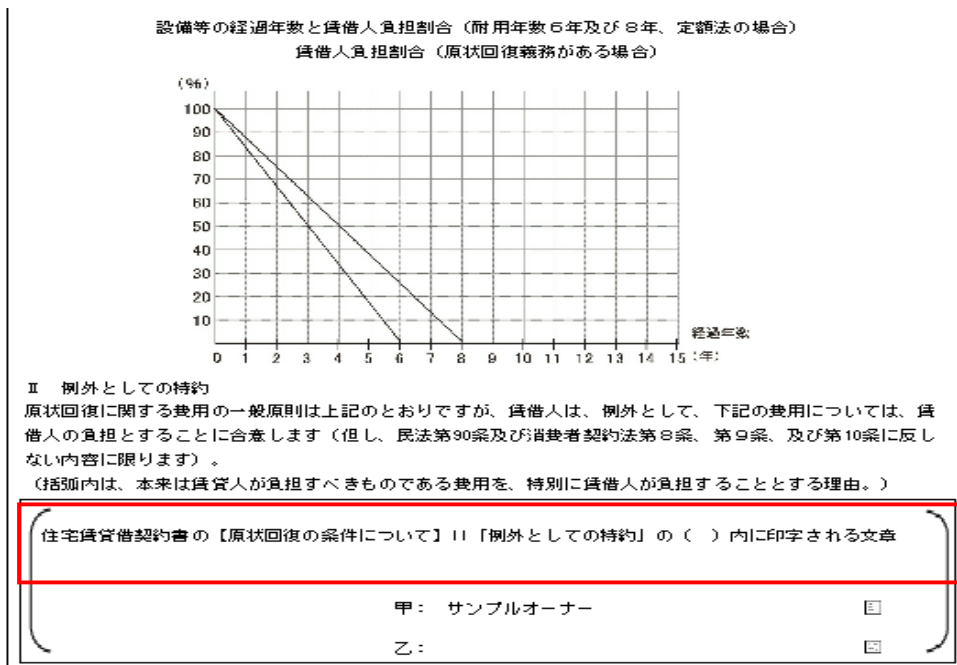 設備等の経過年数と賃借人負担割合（耐用年数６年及び８年、定額法の場合）
賃借人負担割合（原状回復義務がある場合）
(%)
100
90
80
70
60
50
40
30
20
10
経過年数
0 1 2 3 4 5 6 7 8 9 10 11 12 13 14 15 (年)
Ⅱ 例外としての特約
原状回復に関する費用の一般原則は上記のとおりですが、賃借人は、例外として、下記の費用については、賃
借人の負担とすることに合意します（但し、民法第90条及び消費者契約法第８条、第９条、及び第10条に反し
ない内容に限ります）。
（括弧内は、本来は賃貸人が負担すべきものである費用を、特別に賃借人が負担することとする理由。）
住宅賃貸借契約書の【原状回復の条件について】ＩＩ「例外としての特約」の（　）内に印字される文章
甲： サンプルオーナー
乙：